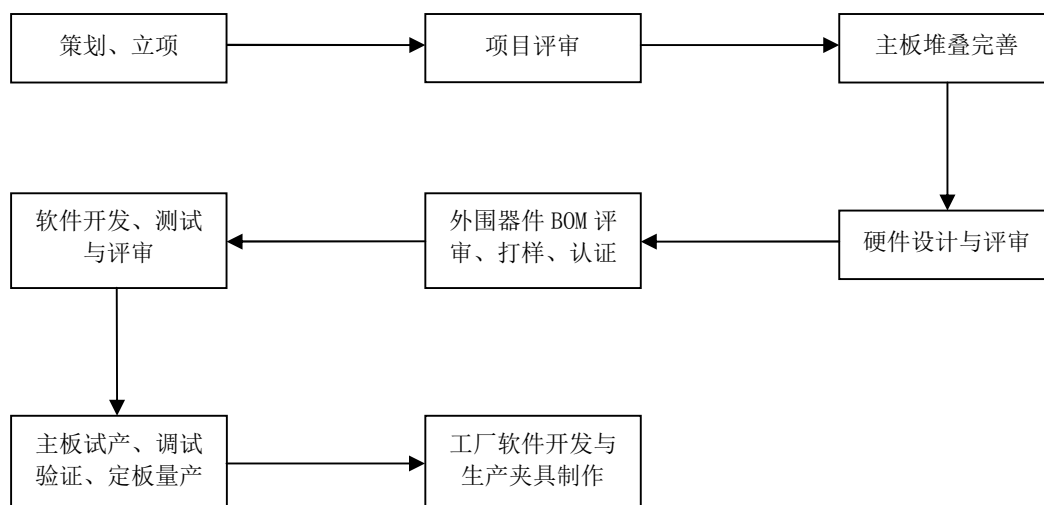 策划、立项
项目评审
主板堆叠完善
硬件设计与评审
外围器件 BOM 评
审、打样、认证
软件开发、测试
与评审
主板试产、调试
验证、定板量产
工厂软件开发与
生产夹具制作